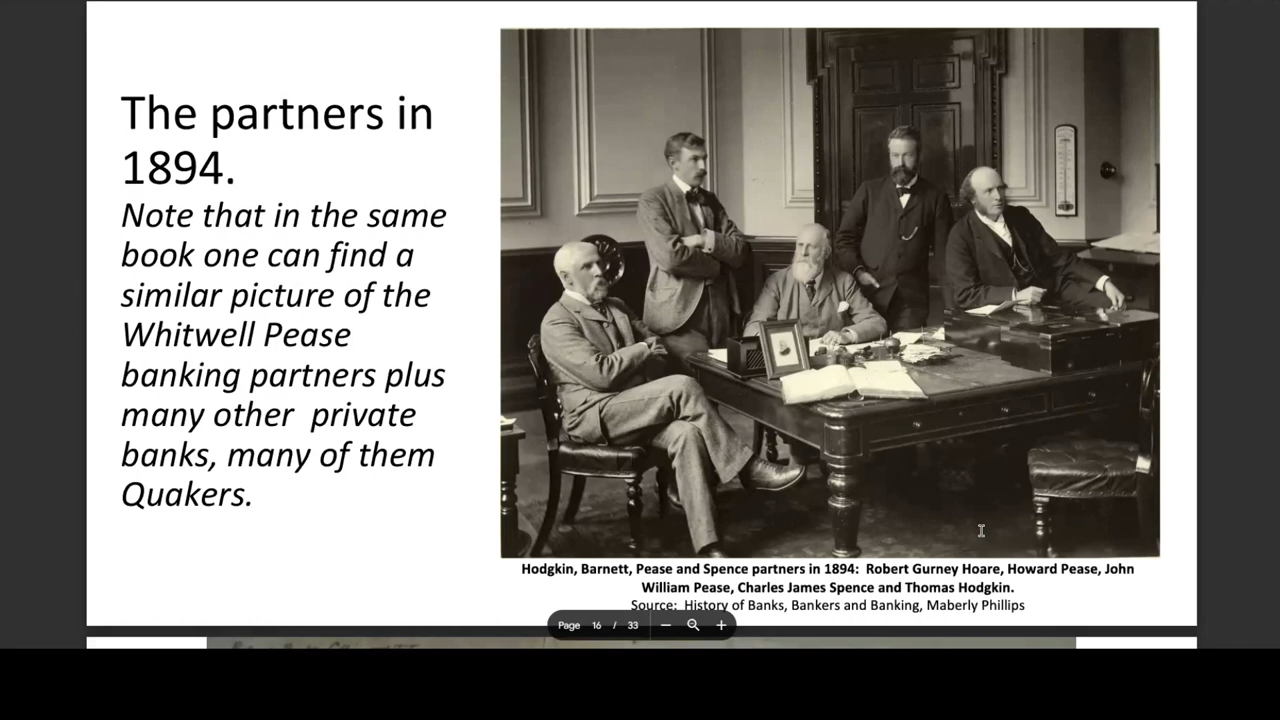 The partners in
1894.
Note that in the same
book one can find a
similar picture of the
Whitwell Pease
banking partners plus
many other  private
banks, many of them
Quakers.
Hodgkin, Barnett, Pease and Spence partners in 1894:  Robert Gurney Hoare, Howard Pease, John
William Pease, Charles James Spence and Thomas Hodgkin.
Source:  History of Banks, Bankers and Banking, Maberly Phillips
Page 16 / 33